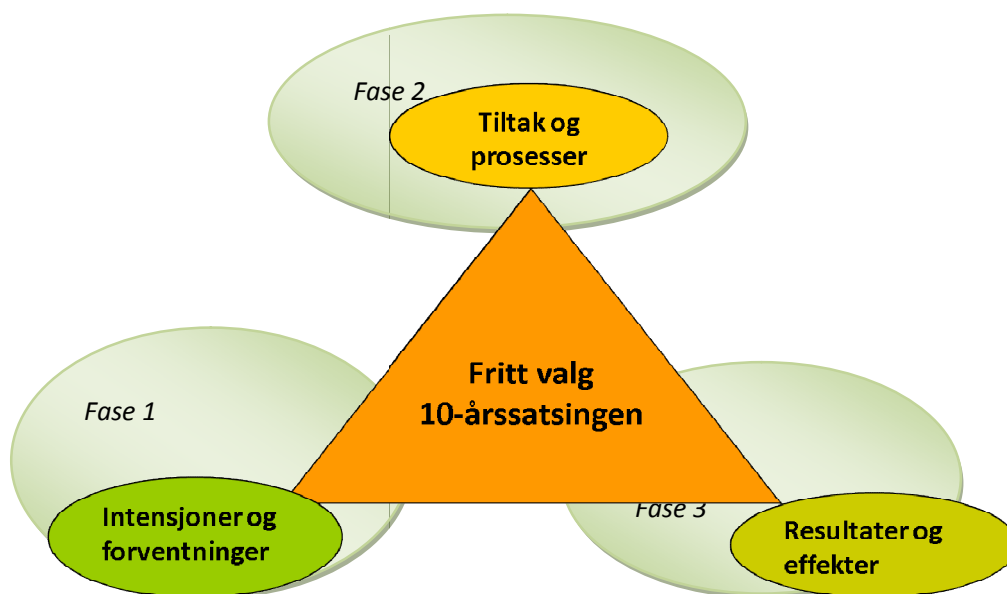 Fase 2
Tiltak og
prosesser
Fritt valg
10-årssatsingen
Fase 1
Intensjoner og
forventninger
Fase 3
Resultater og
effekter